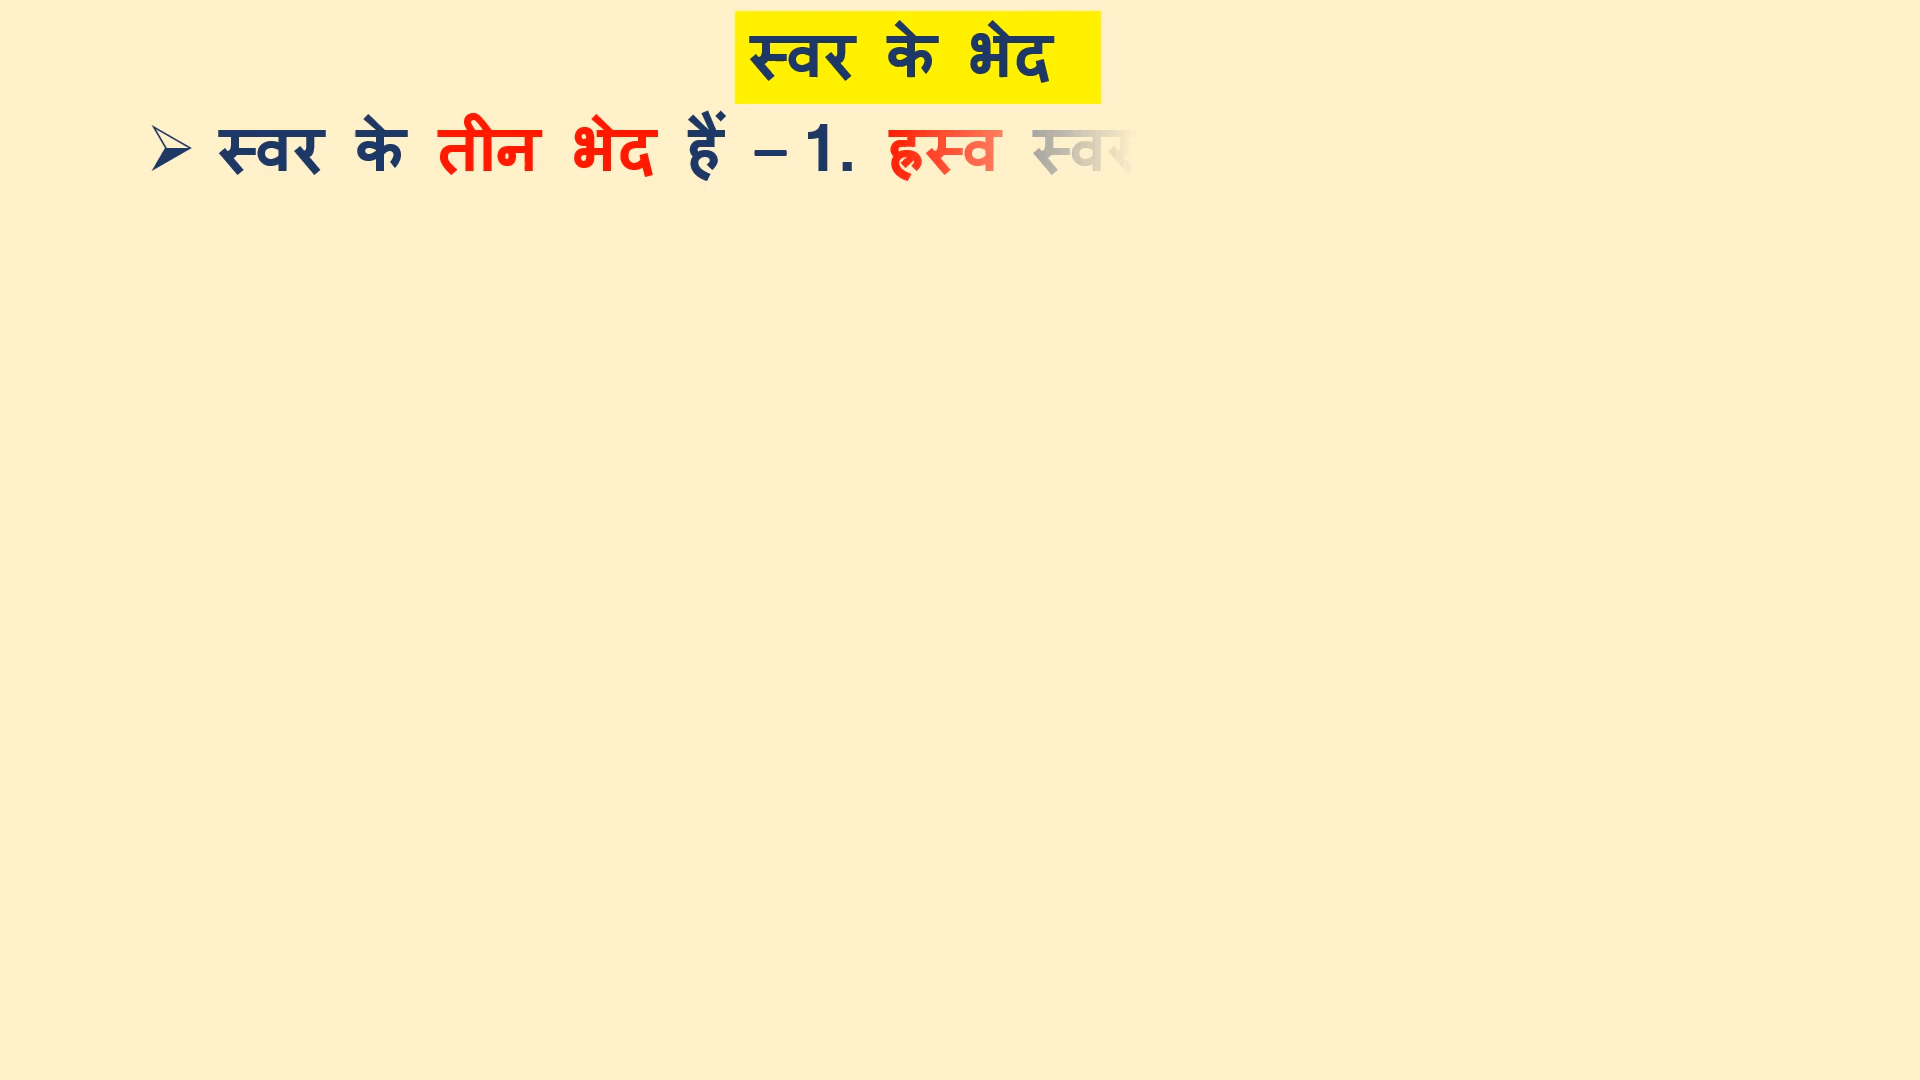 स्वर के भेद
➢ स्वर के तीन भेद हैं – 1. ह्रस्व स्वर